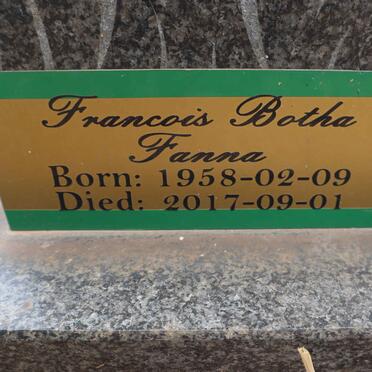 Francois Botha
Fanna
Born: 1958-02-09
Died: 2017-09-01